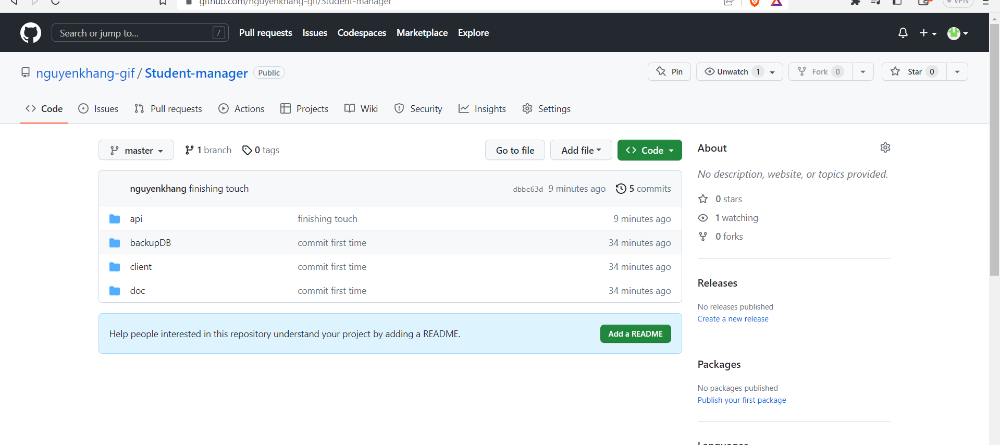 github.com/nguyenkhang-gif/Student-manager
VPN
Search or jump to...
/
Pull requests
Issues
Codespaces
Marketplace
Explore
nguyenkhang-gif / Student-manager
Public
Pin
Unwatch 1
Fork 0
Star 0
Code
Issues
Pull requests
Actions
Projects
Wiki
Security
Insights
Settings
master
1 branch
0 tags
Go to file
Add file
Code
nguyenkhang finishing touch
dbbc63d 9 minutes ago
5 commits
api finishing touch 9 minutes ago
backupDB commit first time 34 minutes ago
client commit first time 34 minutes ago
doc commit first time 34 minutes ago
Help people interested in this repository understand your project by adding a README.
Add a README
About
No description, website, or topics provided.
0 stars
1 watching
0 forks
Releases
No releases published
Create a new release
Packages
No packages published
Publish your first package
Languages